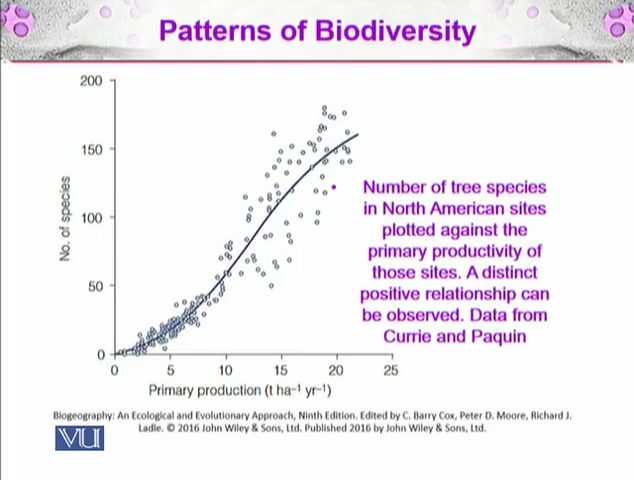 Patterns of Biodiversity
200
150
100
50
0
No. of species
0 5 10 15 20 25
Primary production (t ha⁻¹ yr⁻¹)
Number of tree species
in North American sites
plotted against the
primary productivity of
those sites. A distinct
positive relationship can
be observed. Data from
Currie and Paquin
Biogeography: An Ecological and Evolutionary Approach, Ninth Edition. Edited by C. Barry Cox, Peter D. Moore, Richard J.
Ladle. © 2016 John Wiley & Sons, Ltd. Published 2016 by John Wiley & Sons, Ltd.
VU